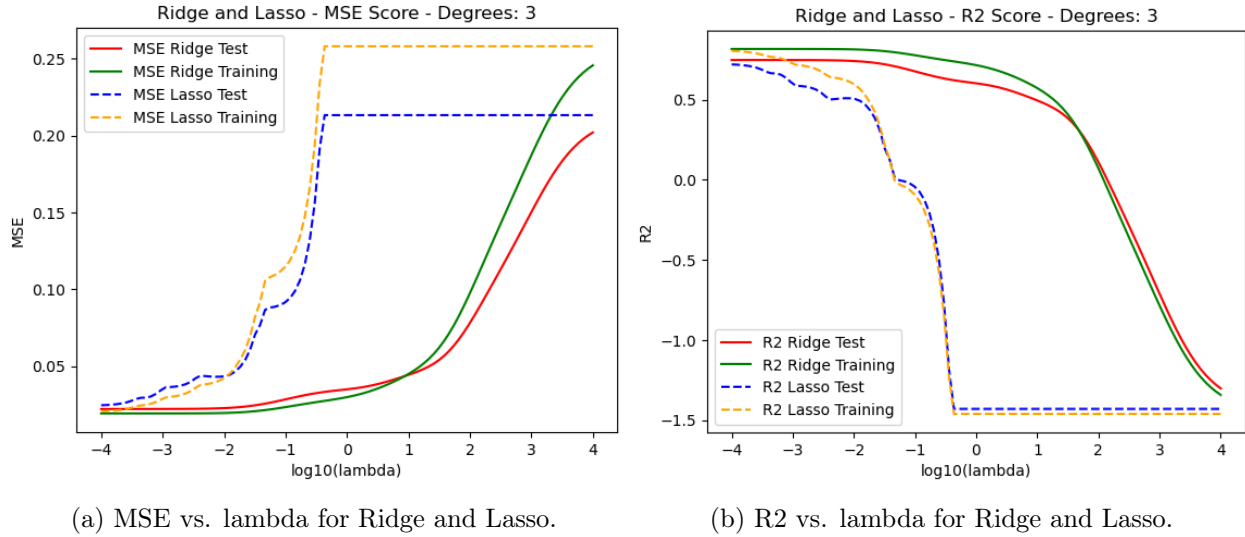 Ridge and Lasso - MSE Score - Degrees: 3
MSE
0.25
0.20
0.15
0.10
0.05
MSE Ridge Test
MSE Ridge Training
MSE Lasso Test
MSE Lasso Training
−4 −3 −2 −1 0 1 2 3 4
log10(lambda)
(a) MSE vs. lambda for Ridge and Lasso.
Ridge and Lasso - R2 Score - Degrees: 3
R2
0.5
0.0
−0.5
−1.0
−1.5
R2 Ridge Test
R2 Ridge Training
R2 Lasso Test
R2 Lasso Training
−4 −3 −2 −1 0 1 2 3 4
log10(lambda)
(b) R2 vs. lambda for Ridge and Lasso.